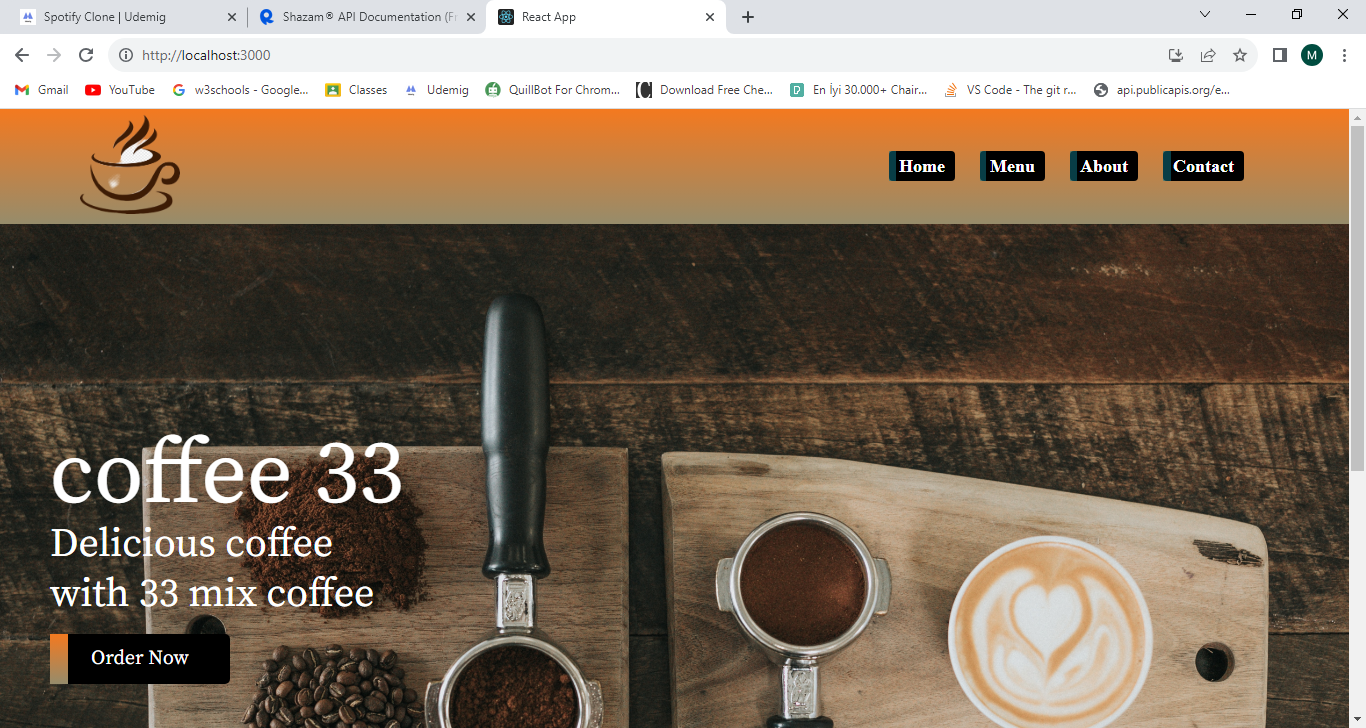 Spotify Clone | Udemig
Shazam® API Documentation (Fr
React App
http://localhost:3000
M
Gmail
YouTube
w3schools - Google...
Classes
Udemig
QuillBot For Chrom...
Download Free Che...
En İyi 30.000+ Chair...
VS Code - The git r...
api.publicapis.org/e...
Home
Menu
About
Contact
coffee 33
Delicious coffee
with 33 mix coffee
Order Now